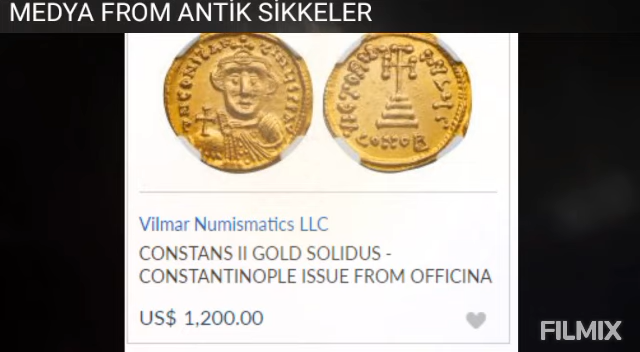 MEDYA FROM ANTİK SİKKELER
CONOB
Vilmar Numismatics LLC
CONSTANS II GOLD SOLIDUS -
CONSTANTINOPLE ISSUE FROM OFFICINA
US$ 1,200.00
FILMIX